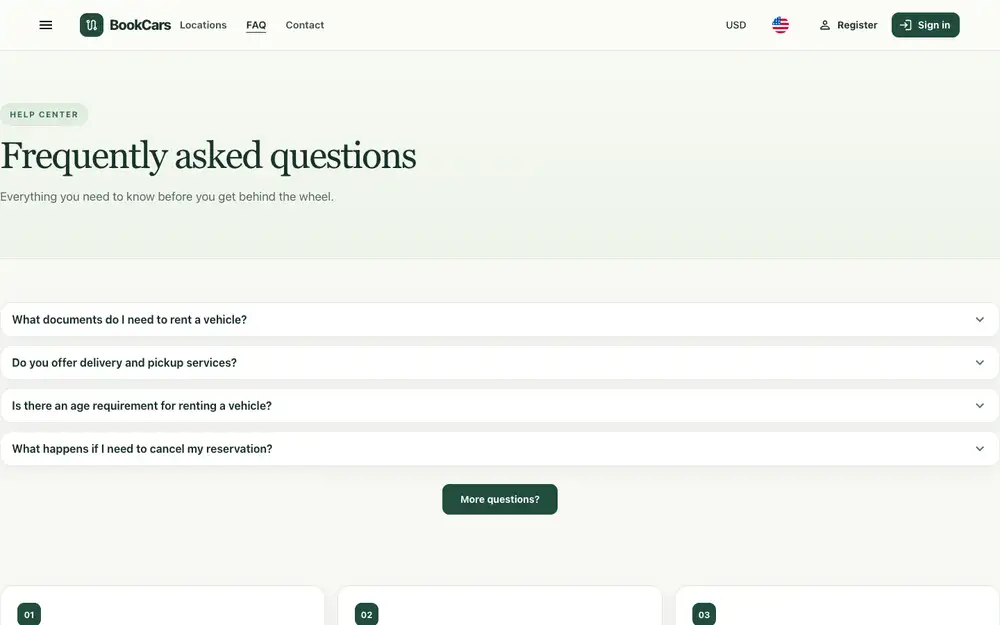 BookCars Locations FAQ Contact USD Register Sign in
HELP CENTER
Frequently asked questions
Everything you need to know before you get behind the wheel.
What documents do I need to rent a vehicle?
Do you offer delivery and pickup services?
Is there an age requirement for renting a vehicle?
What happens if I need to cancel my reservation?
More questions?
01 02 03